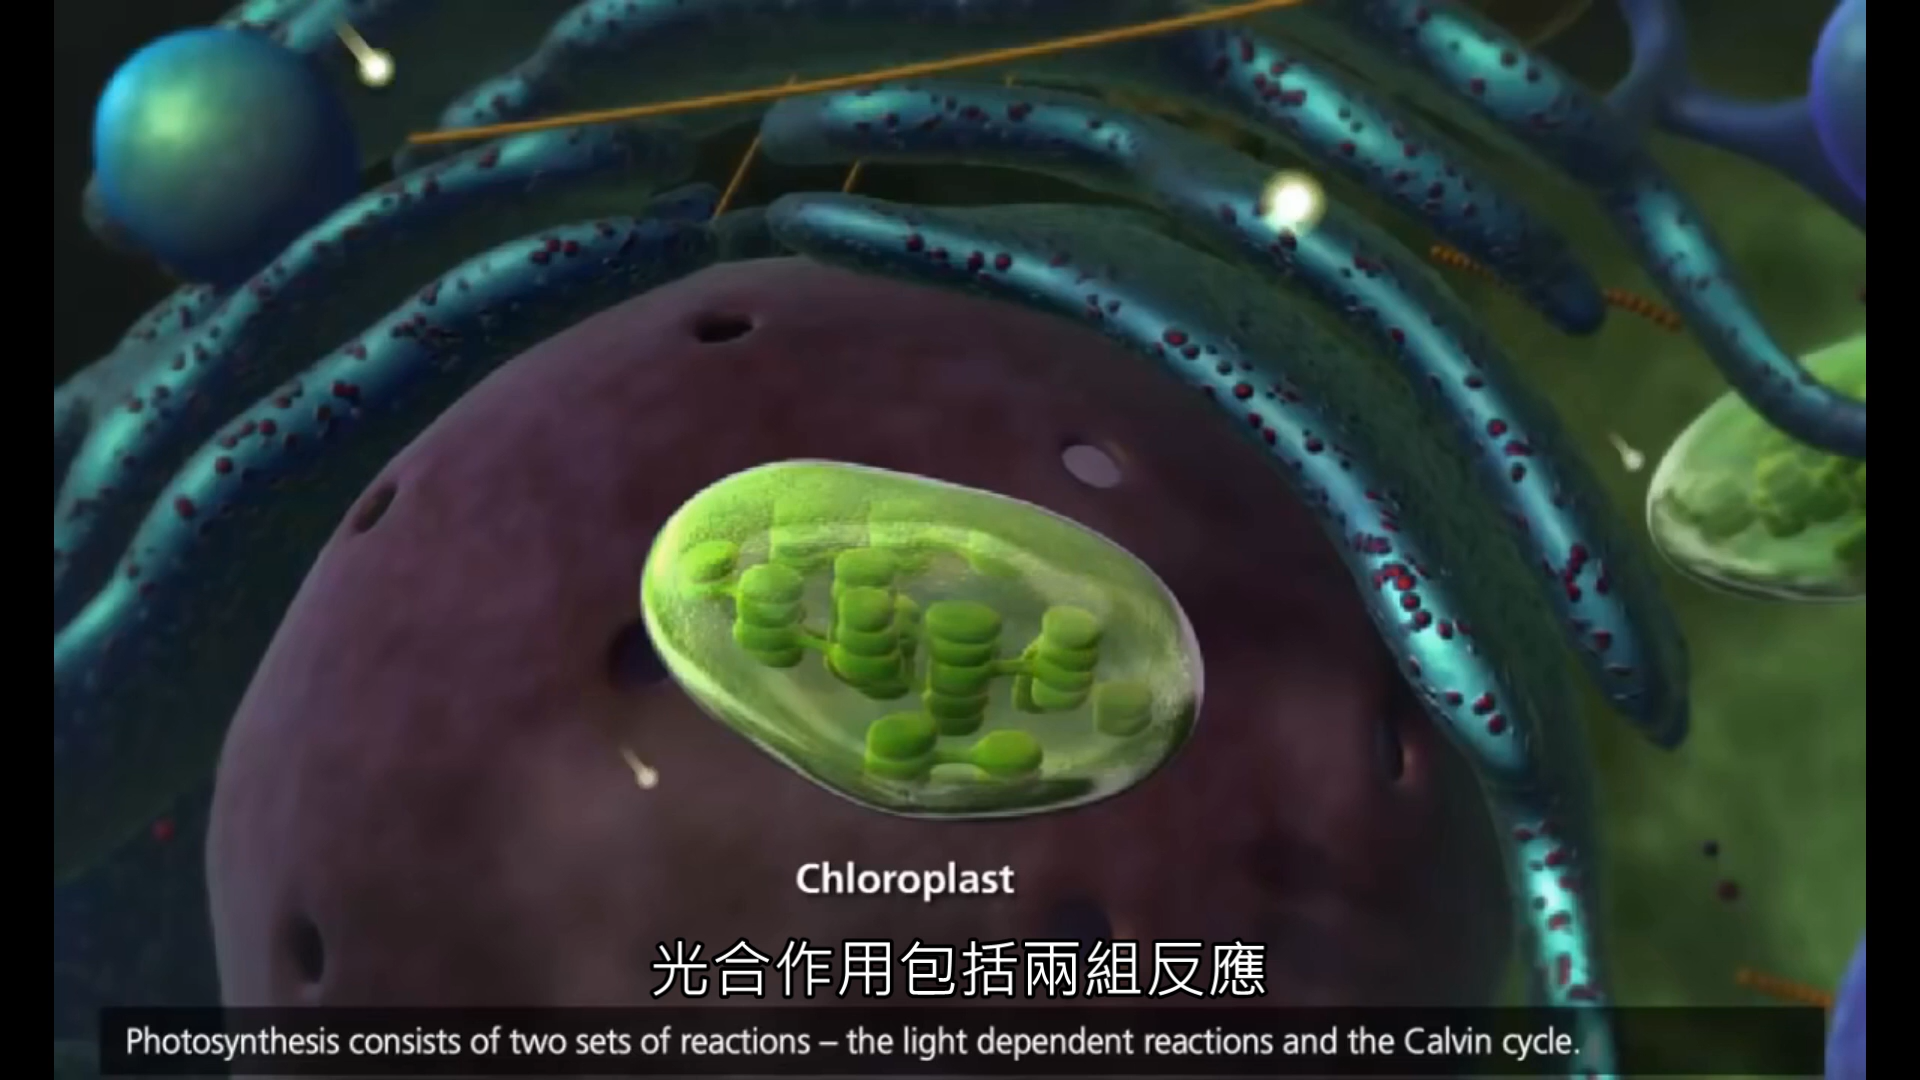 Chloroplast
光合作用包括兩組反應
Photosynthesis consists of two sets of reactions – the light dependent reactions and the Calvin cycle.